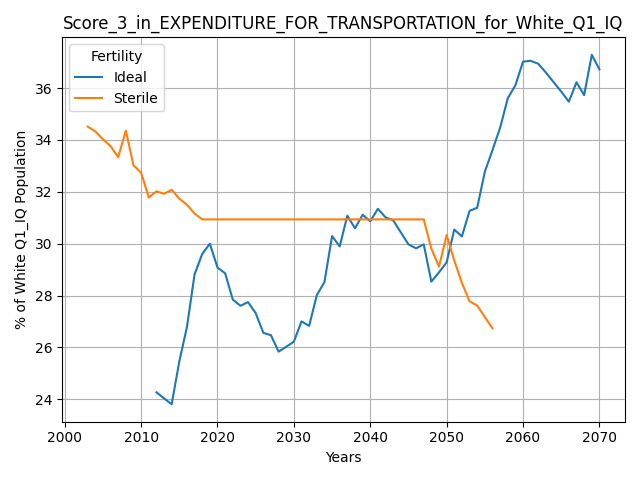 Score_3_in_EXPENDITURE_FOR_TRANSPORTATION_for_White_Q1_IQ
Fertility
Ideal
Sterile
% of White Q1_IQ Population
36
34
32
30
28
26
24
2000 2010 2020 2030 2040 2050 2060 2070
Years